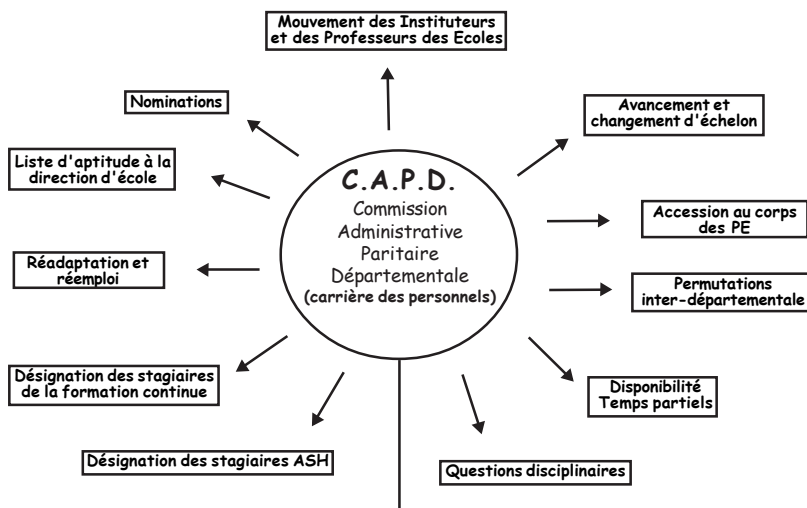 Mouvement des Instituteurs
et des Professeurs des Ecoles
Nominations
Avancement et
changement d'échelon
Liste d'aptitude à la
direction d'école
C.A.P.D.
Commission
Administrative
Paritaire
Départementale
(carrière des personnels)
Accession au corps
des PE
Réadaptation et
réemploi
Permutations
inter-départementale
Désignation des stagiaires
de la formation continue
Disponibilité
Temps partiels
Désignation des stagiaires ASH
Questions disciplinaires